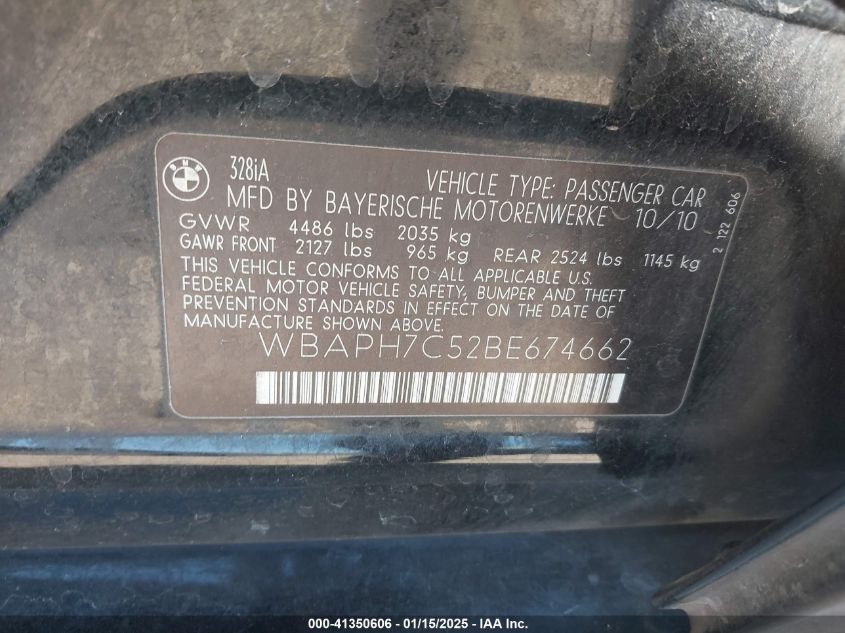 BMW
328iA
VEHICLE TYPE: PASSENGER CAR
MFD BY BAYERISCHE MOTORENWERKE 10/10
GVWR 4486 lbs 2035 kg
GAWR FRONT 2127 lbs 965 kg REAR 2524 lbs 1145 kg
THIS VEHICLE CONFORMS TO ALL APPLICABLE U.S.
FEDERAL MOTOR VEHICLE SAFETY, BUMPER AND THEFT
PREVENTION STANDARDS IN EFFECT ON THE DATE OF
MANUFACTURE SHOWN ABOVE.
WBAPH7C52BE674662
2 122 606
000-41350606 - 01/15/2025 - IAA Inc.